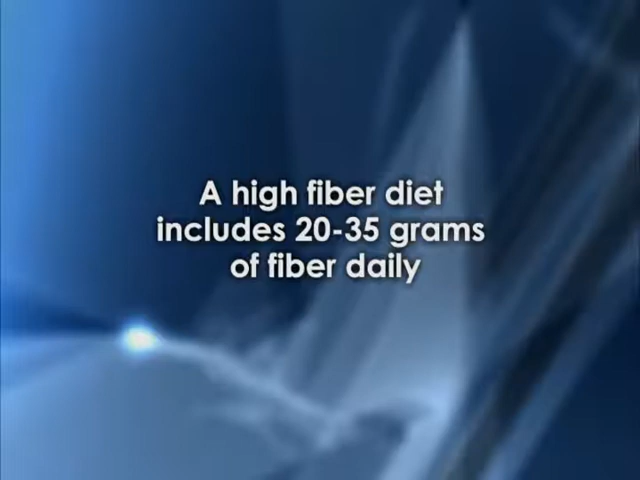 A high fiber diet
includes 20-35 grams
of fiber daily